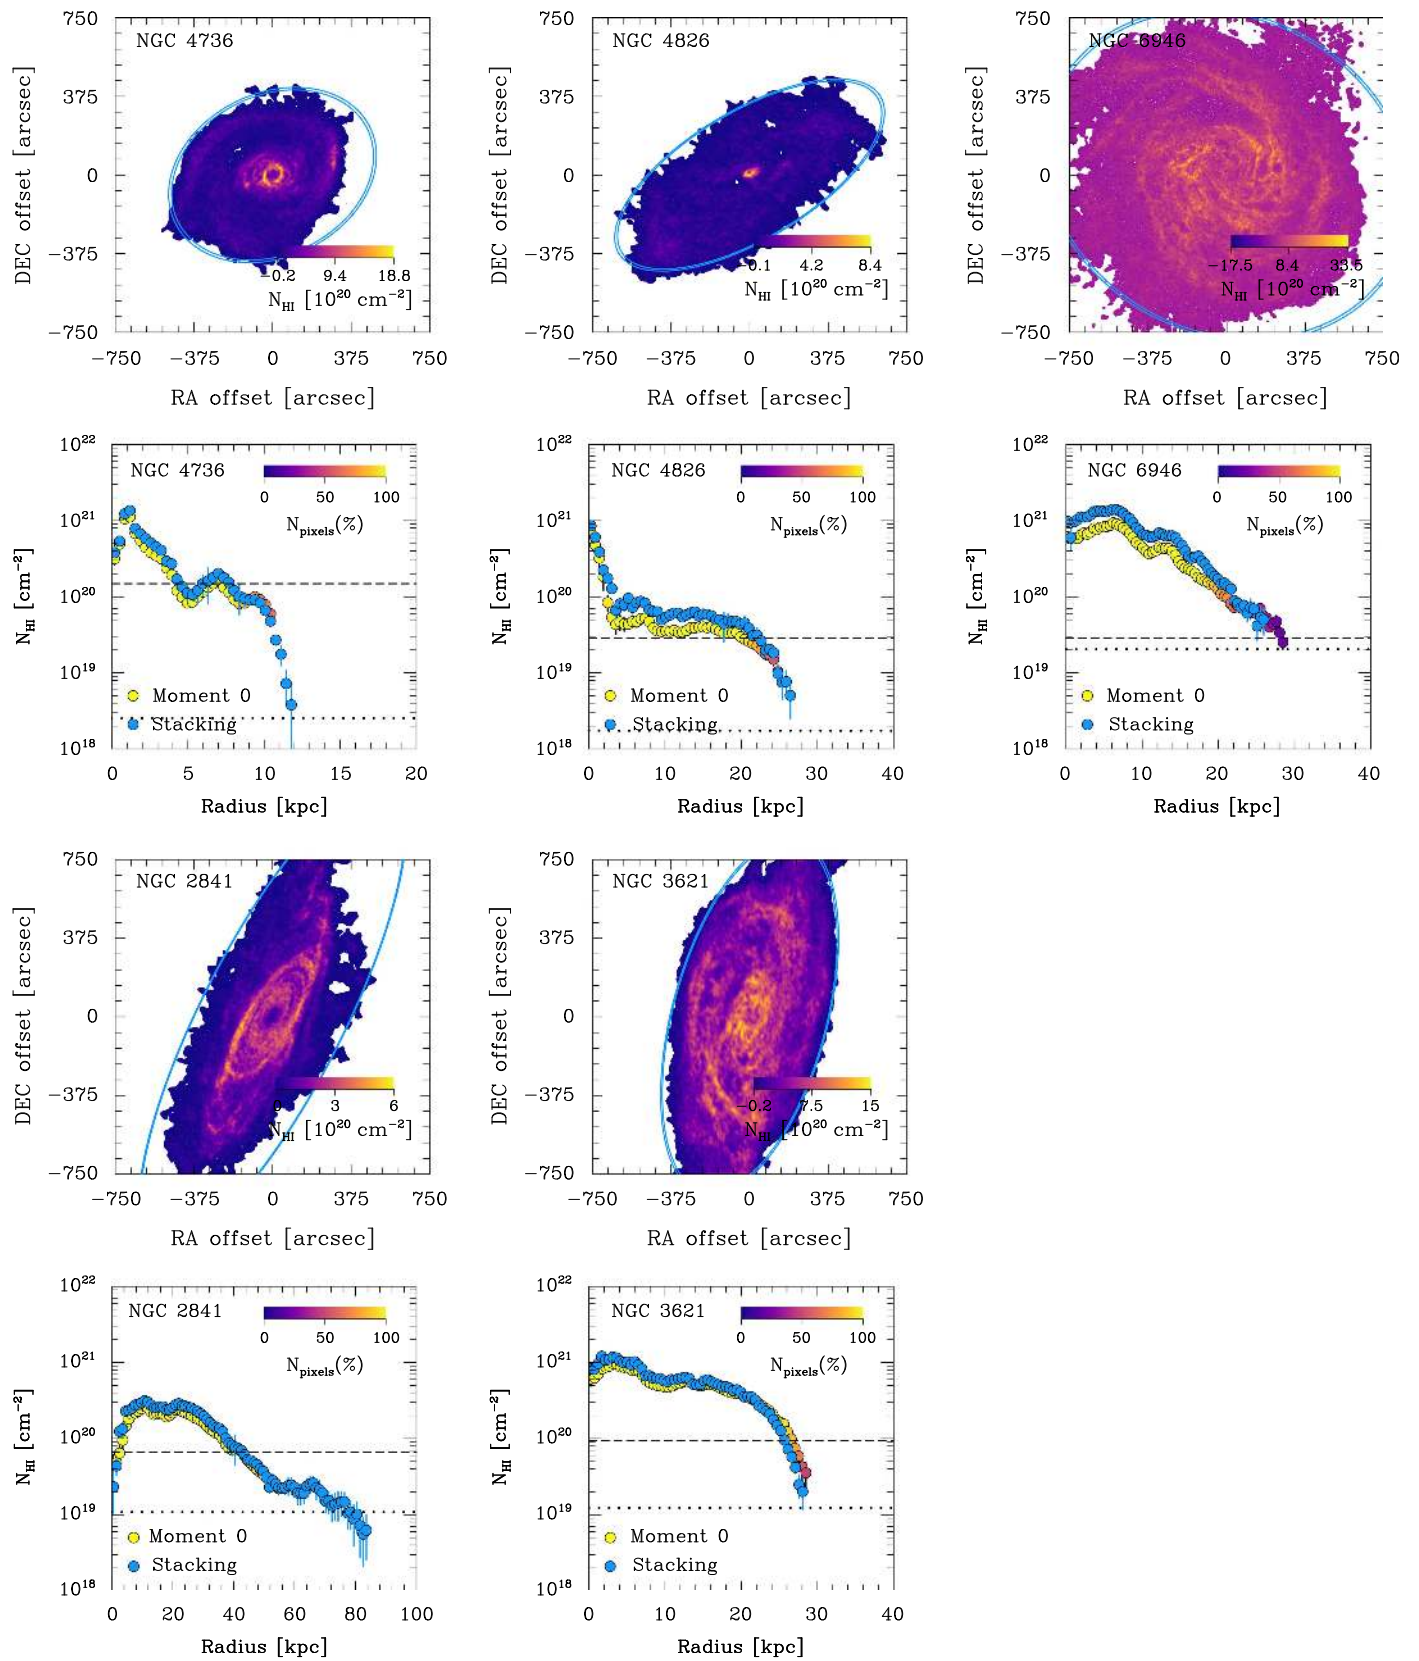 NGC 4736
750
375
0
−375
−750
DEC offset [arcsec]
−0.2 9.4 18.8
N_HI [10^20 cm^−2]
−750 −375 0 375 750
RA offset [arcsec]
NGC 4826
750
375
0
−375
−750
DEC offset [arcsec]
0.1 4.2 8.4
N_HI [10^20 cm^−2]
−750 −375 0 375 750
RA offset [arcsec]
NGC 6946
750
375
0
−375
−750
DEC offset [arcsec]
−17.5 8.4 33.5
N_HI [10^20 cm^−2]
−750 −375 0 375 750
RA offset [arcsec]
NGC 4736
0 50 100
N_pixels(%)
10^22
10^21
10^20
10^19
10^18
N_HI [cm^−2]
Moment 0
Stacking
0 5 10 15 20
Radius [kpc]
NGC 4826
0 50 100
N_pixels(%)
10^22
10^21
10^20
10^19
10^18
N_HI [cm^−2]
Moment 0
Stacking
0 10 20 30 40
Radius [kpc]
NGC 6946
0 50 100
N_pixels(%)
10^22
10^21
10^20
10^19
10^18
N_HI [cm^−2]
Moment 0
Stacking
0 10 20 30 40
Radius [kpc]
NGC 2841
750
375
0
−375
−750
DEC offset [arcsec]
0 3 6
N_HI [10^20 cm^−2]
−750 −375 0 375 750
RA offset [arcsec]
NGC 3621
750
375
0
−375
−750
DEC offset [arcsec]
−0.2 7.5 15
N_HI [10^20 cm^−2]
−750 −375 0 375 750
RA offset [arcsec]
NGC 2841
0 50 100
N_pixels(%)
10^22
10^21
10^20
10^19
10^18
N_HI [cm^−2]
Moment 0
Stacking
0 20 40 60 80 100
Radius [kpc]
NGC 3621
0 50 100
N_pixels(%)
10^22
10^21
10^20
10^19
10^18
N_HI [cm^−2]
Moment 0
Stacking
0 10 20 30 40
Radius [kpc]